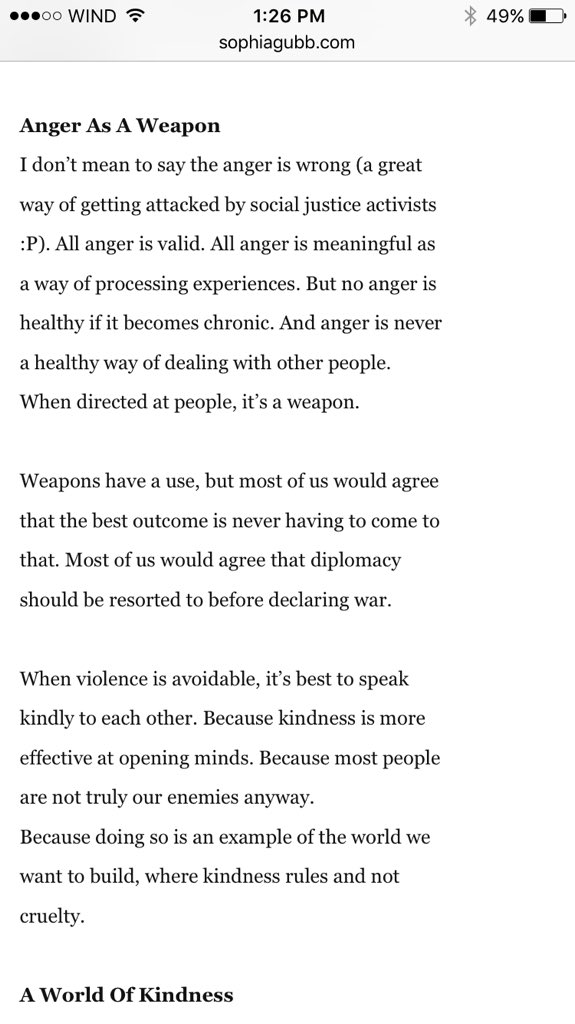 WIND 1:26 PM 49%
sophiagubb.com
Anger As A Weapon
I don’t mean to say the anger is wrong (a great
way of getting attacked by social justice activists
:P). All anger is valid. All anger is meaningful as
a way of processing experiences. But no anger is
healthy if it becomes chronic. And anger is never
a healthy way of dealing with other people.
When directed at people, it’s a weapon.
Weapons have a use, but most of us would agree
that the best outcome is never having to come to
that. Most of us would agree that diplomacy
should be resorted to before declaring war.
When violence is avoidable, it’s best to speak
kindly to each other. Because kindness is more
effective at opening minds. Because most people
are not truly our enemies anyway.
Because doing so is an example of the world we
want to build, where kindness rules and not
cruelty.
A World Of Kindness